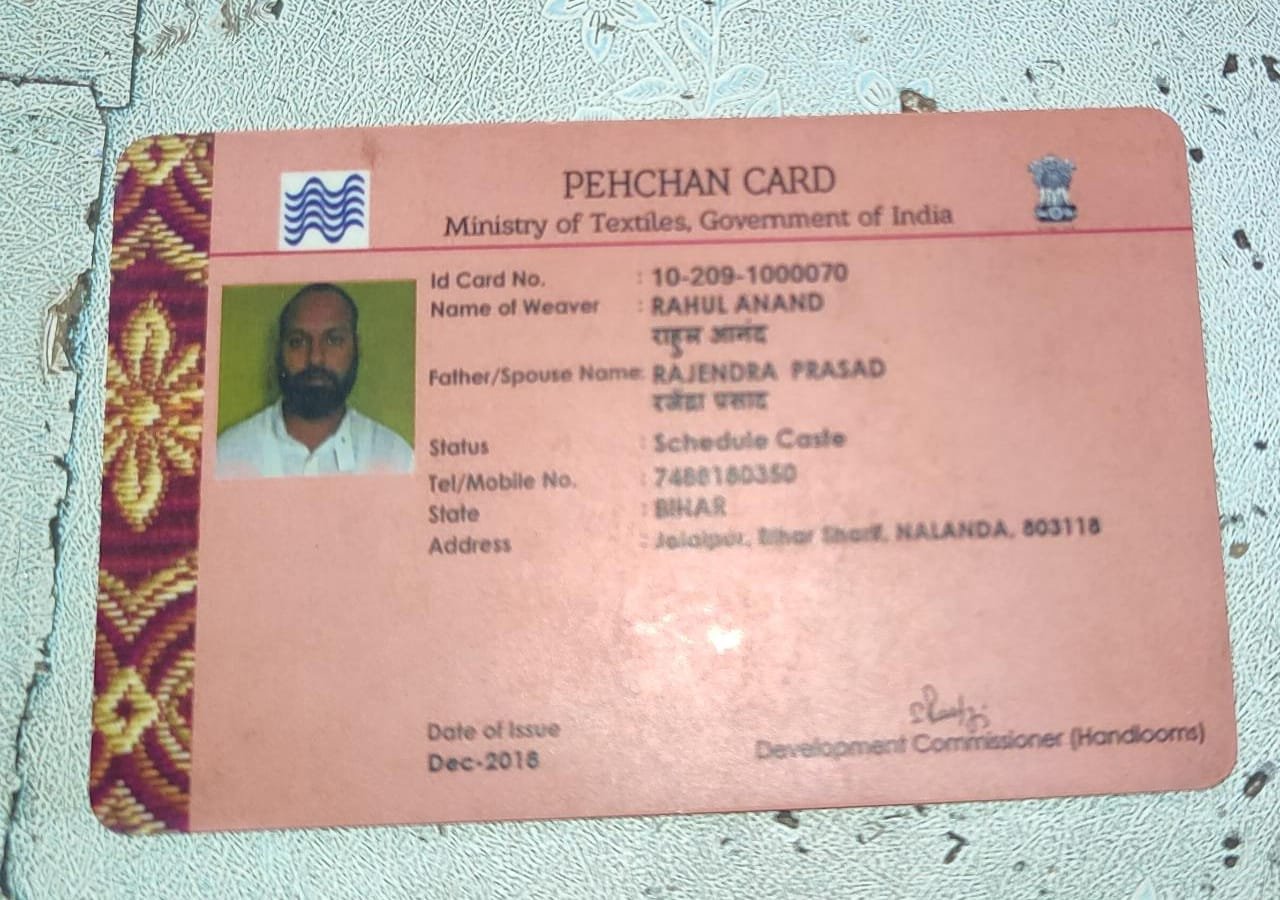 PEHCHAN CARD
Ministry of Textiles, Government of India
Id Card No. : 10-209-1000070
Name of Weaver : RAHUL ANAND
राहुल आनंद
Father/Spouse Name: RAJENDRA PRASAD
रजेंद्रा प्रसाद
Status : Schedule Caste
Tel/Mobile No. : 7488180350
State : BIHAR
Address : Jalalpur, Bihar Sharif, NALANDA, 803118
Date of Issue
Dec-2018
Development Commissioner (Handlooms)